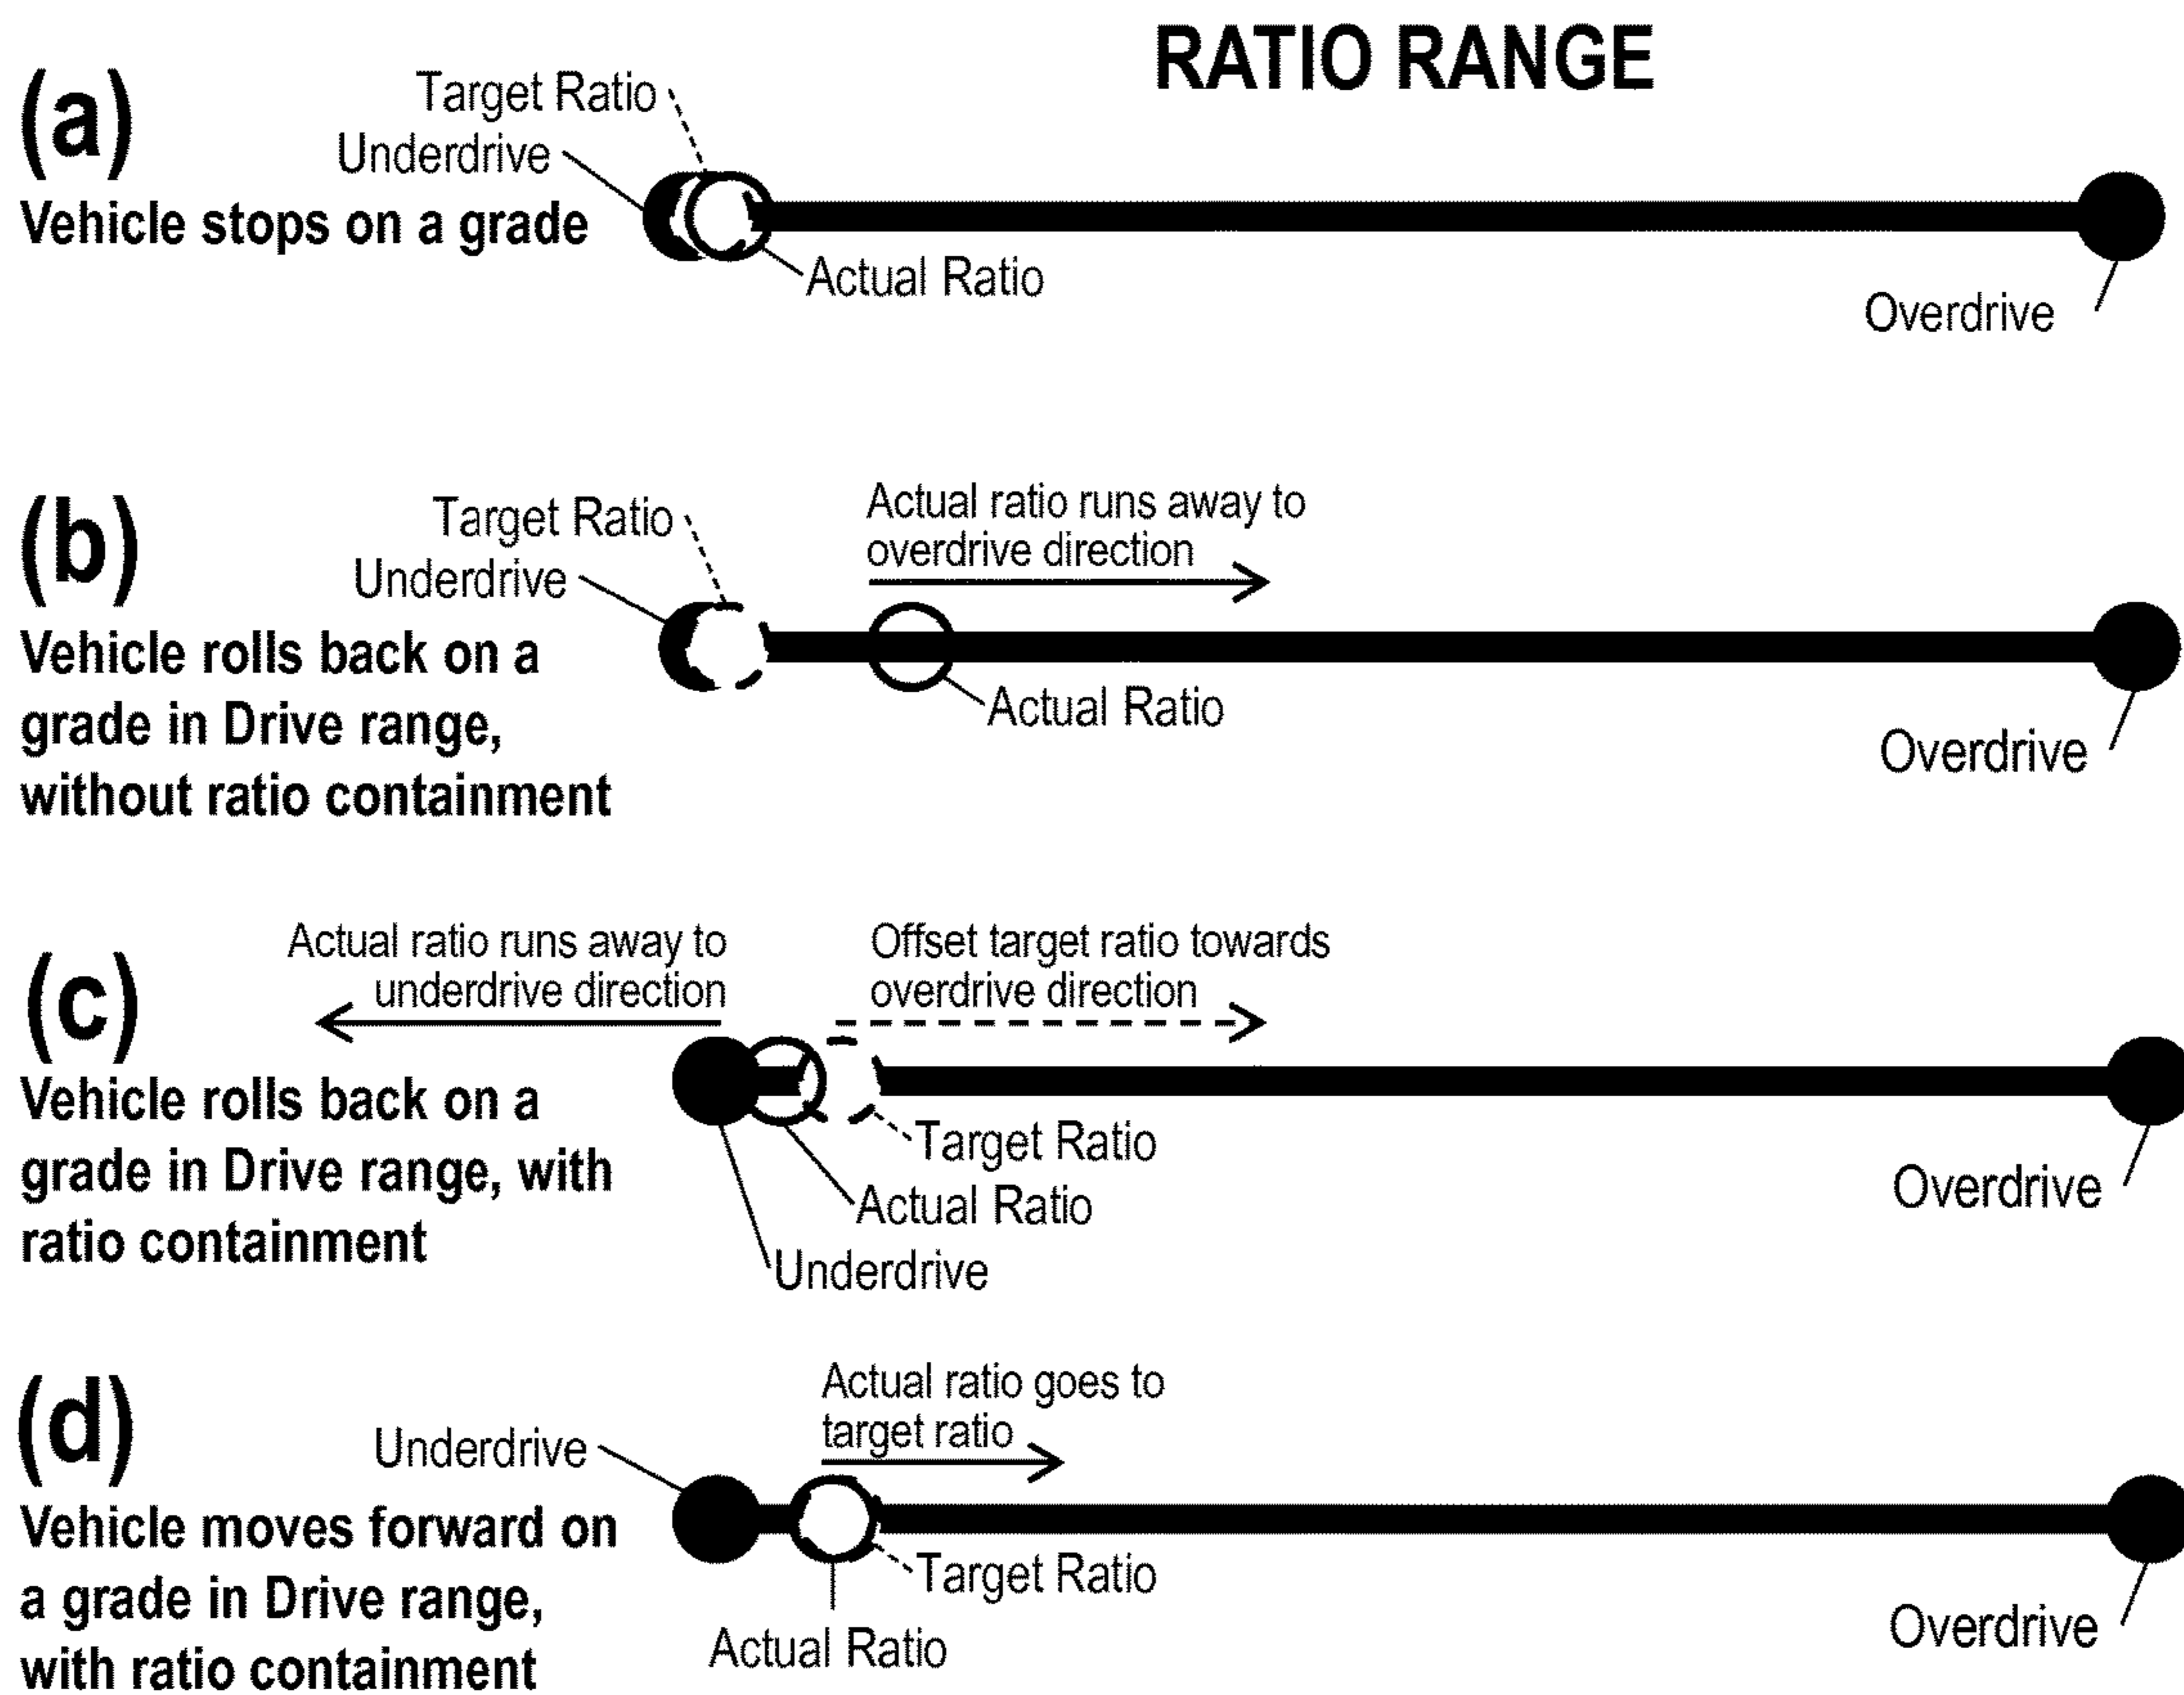 RATIO RANGE
(a)
Target Ratio
Underdrive
Vehicle stops on a grade
Actual Ratio
Overdrive
(b)
Target Ratio
Underdrive
Actual ratio runs away to
overdrive direction
Vehicle rolls back on a
grade in Drive range,
without ratio containment
Actual Ratio
Overdrive
(c)
Actual ratio runs away to
underdrive direction
Offset target ratio towards
overdrive direction
Vehicle rolls back on a
grade in Drive range, with
ratio containment
Target Ratio
Actual Ratio
Underdrive
Overdrive
(d)
Underdrive
Actual ratio goes to
target ratio
Vehicle moves forward on
a grade in Drive range,
with ratio containment
Target Ratio
Actual Ratio
Overdrive